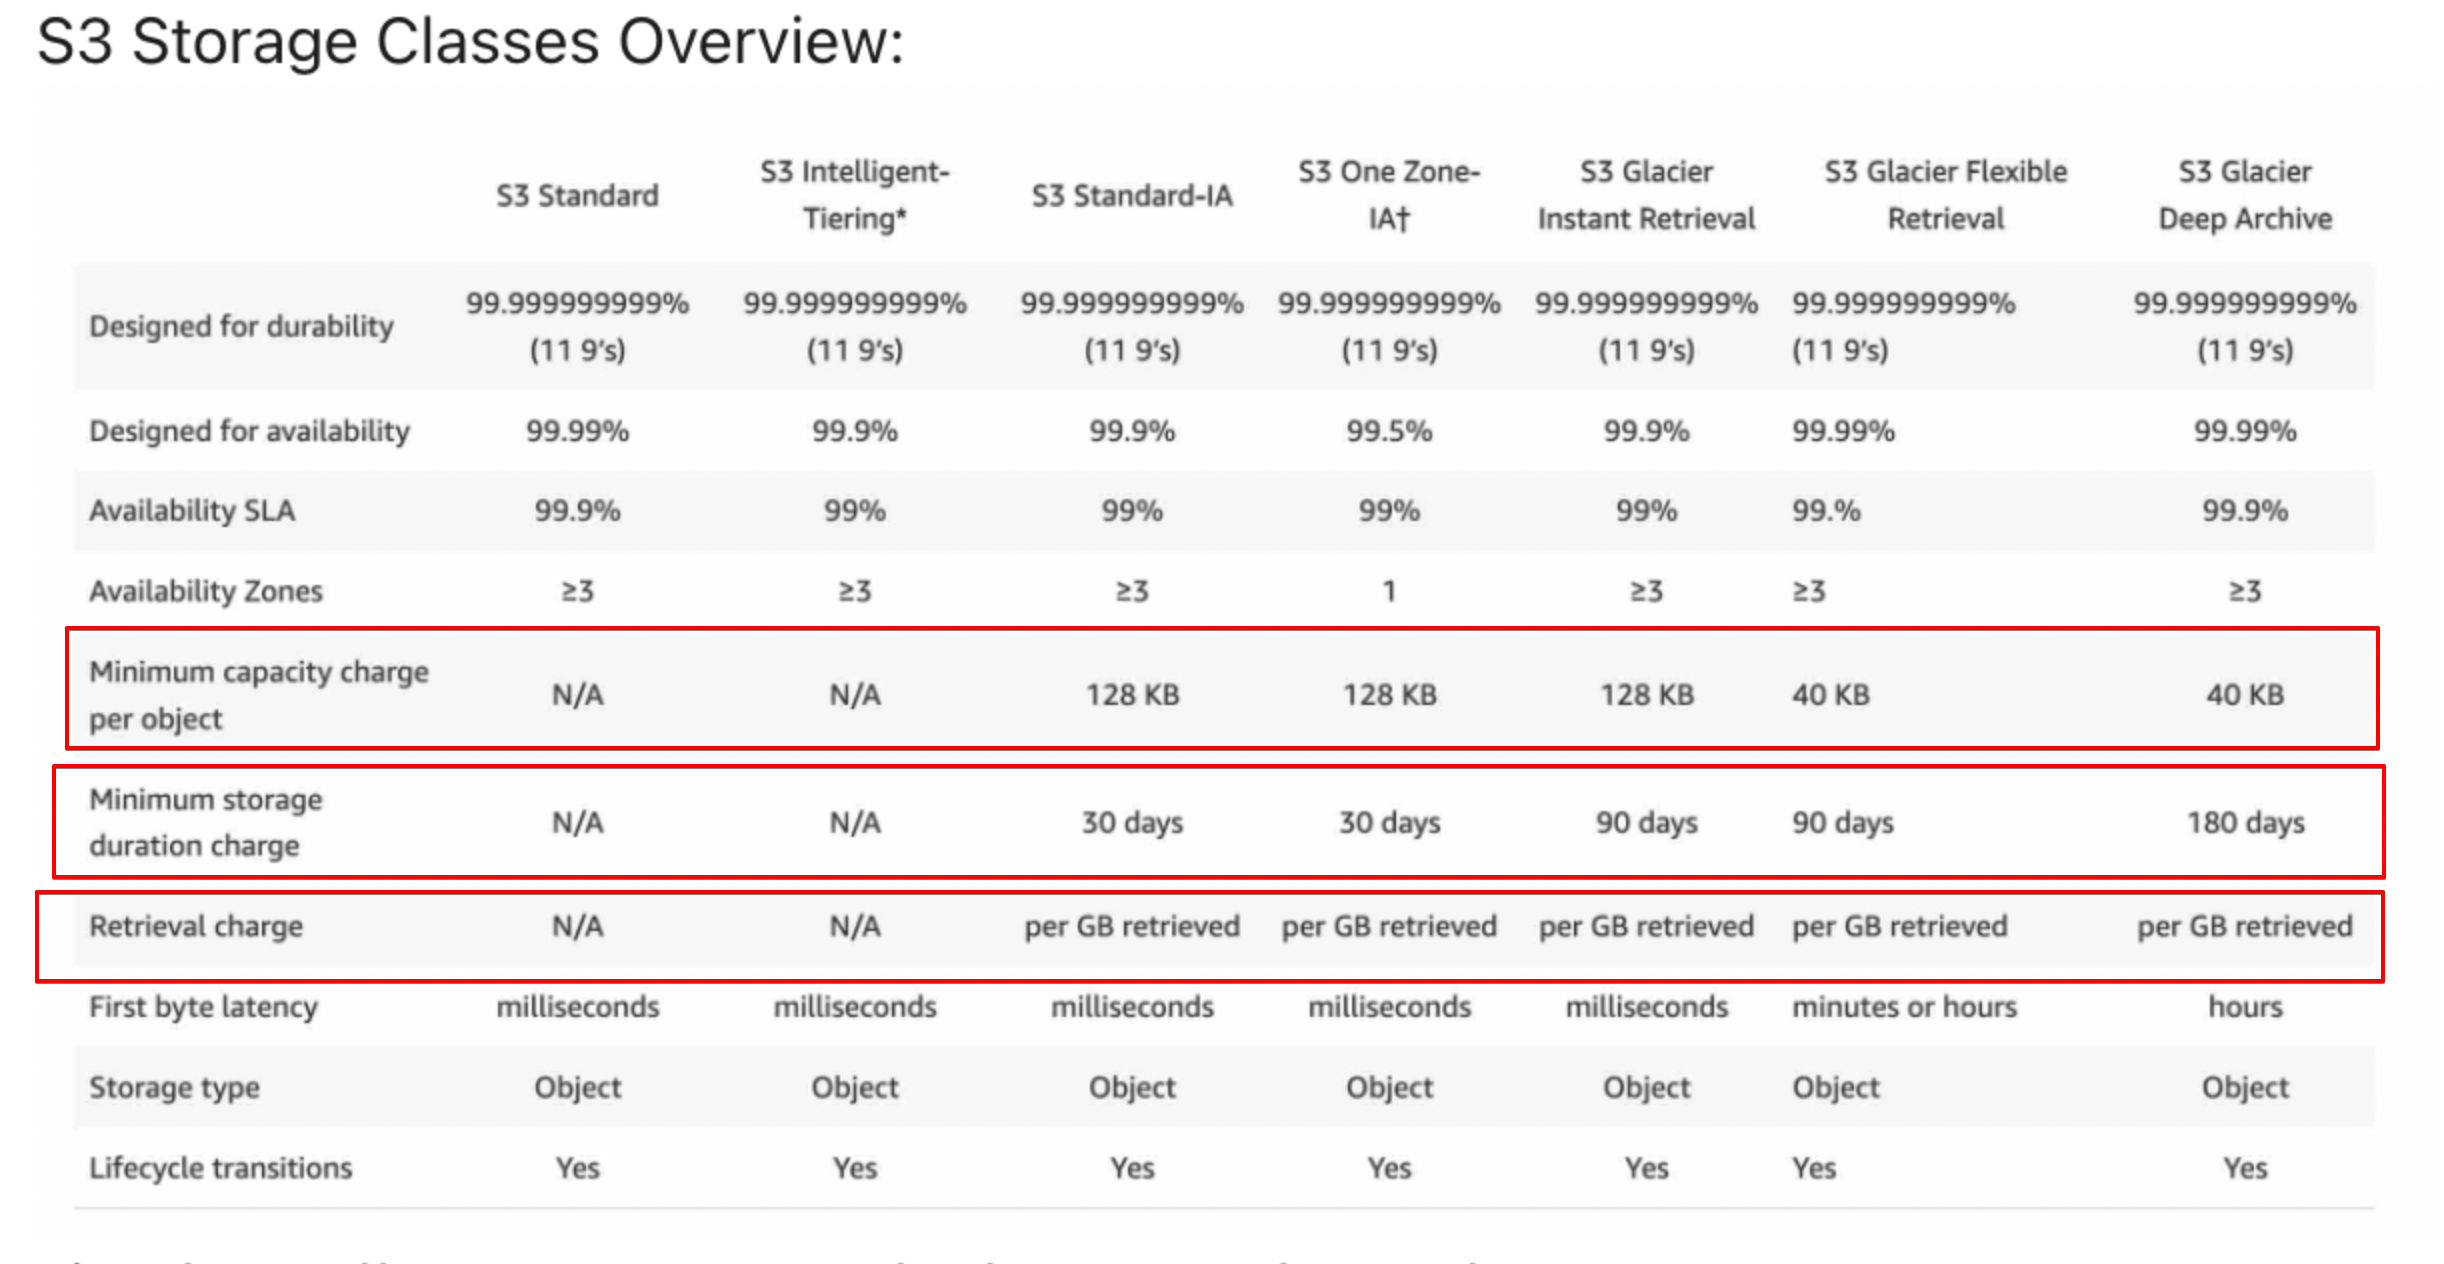 S3 Storage Classes Overview:
S3 Standard S3 Intelligent-Tiering* S3 Standard-IA S3 One Zone-IA† S3 Glacier Instant Retrieval S3 Glacier Flexible Retrieval S3 Glacier Deep Archive
Designed for durability 99.999999999% (11 9's) 99.999999999% (11 9's) 99.999999999% (11 9's) 99.999999999% (11 9's) 99.999999999% (11 9's) 99.999999999% (11 9's) 99.999999999% (11 9's)
Designed for availability 99.99% 99.9% 99.9% 99.5% 99.9% 99.99% 99.99%
Availability SLA 99.9% 99% 99% 99% 99% 99.% 99.9%
Availability Zones ≥3 ≥3 ≥3 1 ≥3 ≥3 ≥3
Minimum capacity charge per object N/A N/A 128 KB 128 KB 128 KB 40 KB 40 KB
Minimum storage duration charge N/A N/A 30 days 30 days 90 days 90 days 180 days
Retrieval charge N/A N/A per GB retrieved per GB retrieved per GB retrieved per GB retrieved per GB retrieved
First byte latency milliseconds milliseconds milliseconds milliseconds milliseconds minutes or hours hours
Storage type Object Object Object Object Object Object Object
Lifecycle transitions Yes Yes Yes Yes Yes Yes Yes